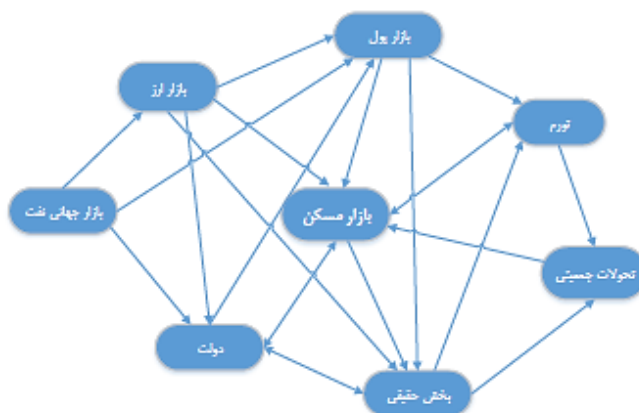 بازار پول
بازار ارز
تورم
بازار جهانی نفت
بازار مسکن
تحولات جمعیتی
دولت
بخش حقیقی